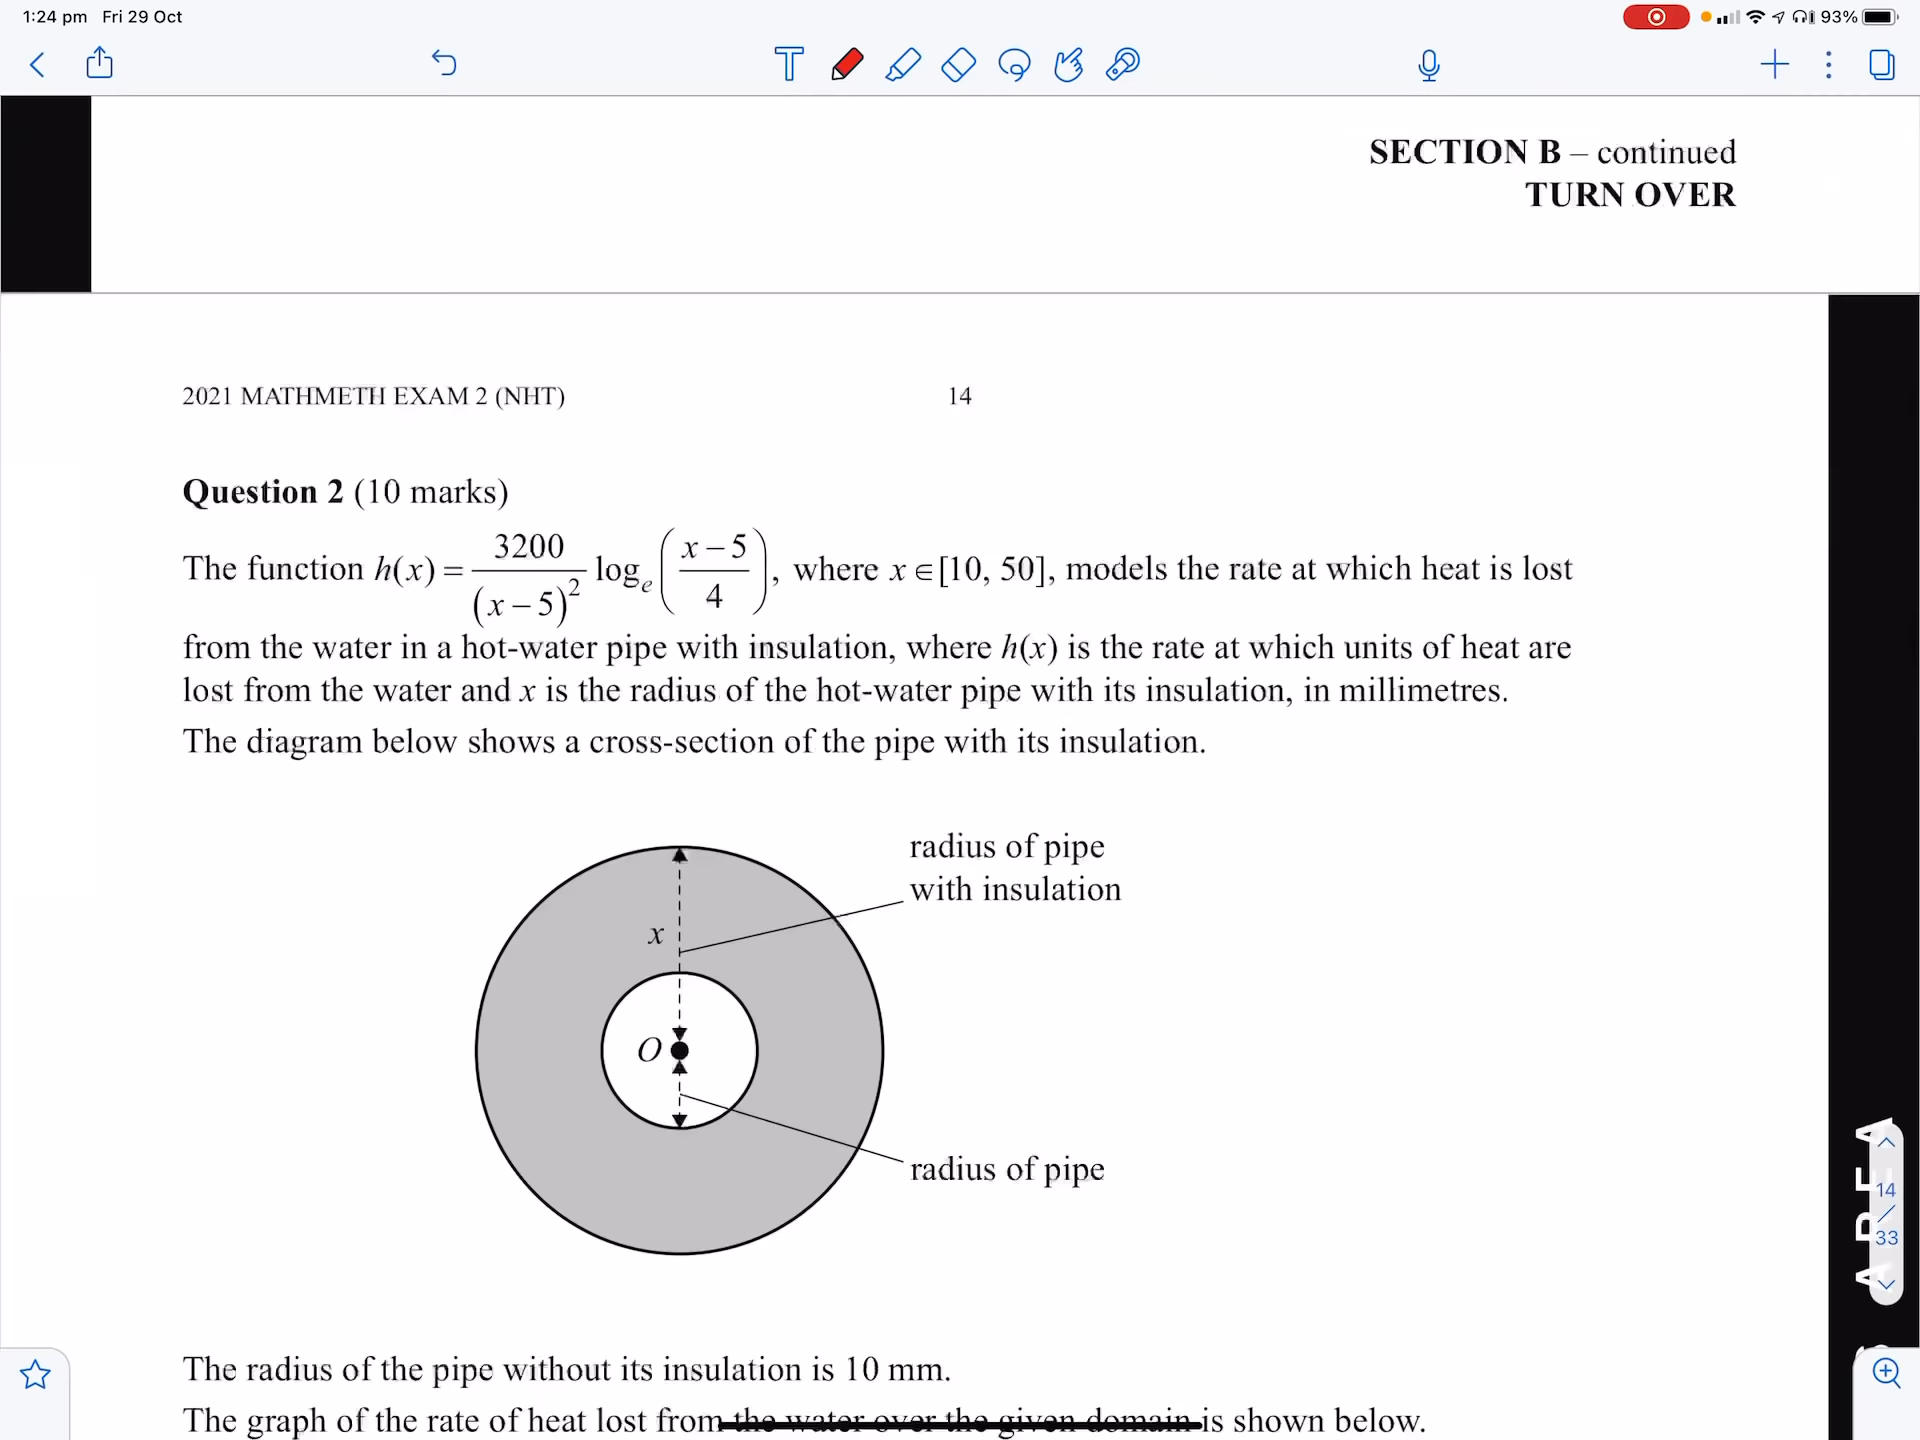 1:24 pm Fri 29 Oct
93%
SECTION B – continued
TURN OVER
2021 MATHMETH EXAM 2 (NHT)
14
Question 2 (10 marks)
The function h(x) = 3200/(x – 5)² logₑ((x – 5)/4), where x ∈ [10, 50], models the rate at which heat is lost
from the water in a hot-water pipe with insulation, where h(x) is the rate at which units of heat are
lost from the water and x is the radius of the hot-water pipe with its insulation, in millimetres.
The diagram below shows a cross-section of the pipe with its insulation.
radius of pipe
with insulation
x
O
radius of pipe
AREA
14
33
The radius of the pipe without its insulation is 10 mm.
The graph of the rate of heat lost from the water over the given domain is shown below.